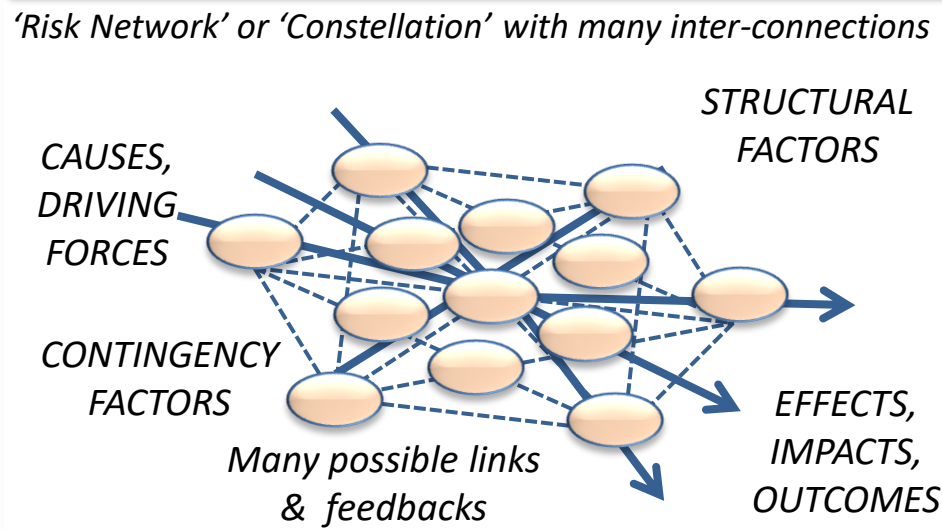 ‘Risk Network’ or ‘Constellation’ with many inter-connections
STRUCTURAL
FACTORS
CAUSES,
DRIVING
FORCES
CONTINGENCY
FACTORS
EFFECTS,
IMPACTS,
OUTCOMES
Many possible links
& feedbacks